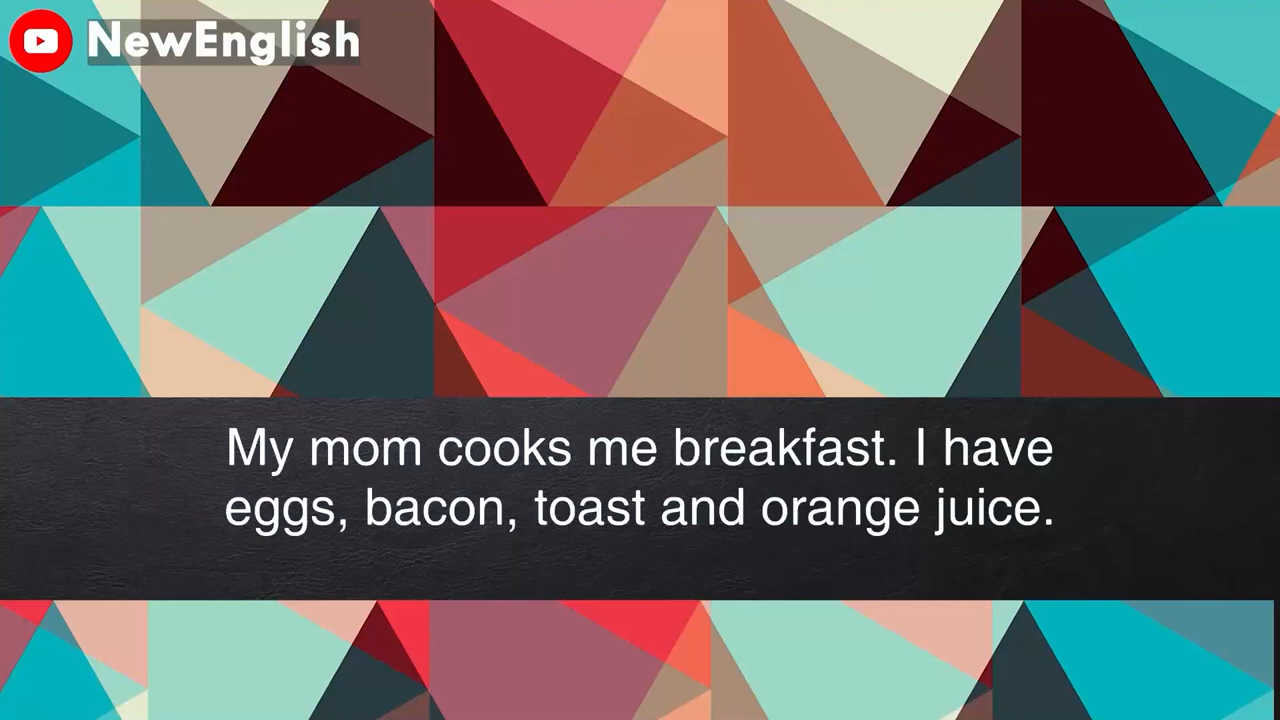 NewEnglish
My mom cooks me breakfast. I have
eggs, bacon, toast and orange juice.